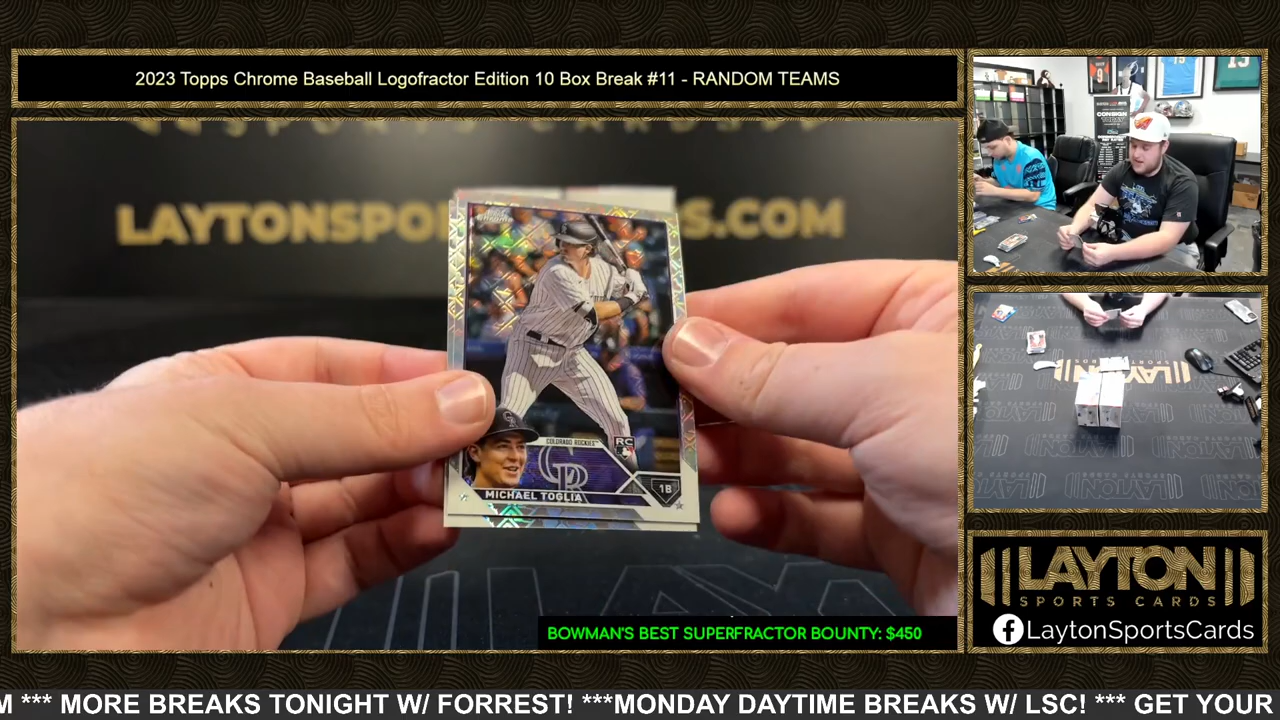 2023 Topps Chrome Baseball Logofractor Edition 10 Box Break #11 - RANDOM TEAMS
LAYTONSPO
S.COM
COLORADO ROCKIES
RC
MICHAEL TOGLIA
1B
CONSIGN
LAYTON
SPORTS CARDS
LaytonSportsCards
BOWMAN'S BEST SUPERFRACTOR BOUNTY: $450
M *** MORE BREAKS TONIGHT W/ FORREST! ***MONDAY DAYTIME BREAKS W/ LSC! *** GET YOUR